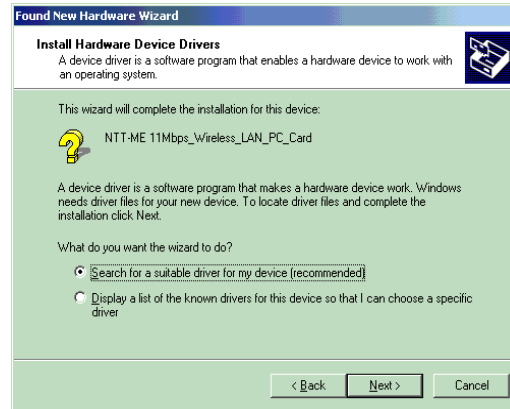 Found New Hardware Wizard
Install Hardware Device Drivers
A device driver is a software program that enables a hardware device to work with
an operating system.
This wizard will complete the installation for this device:
NTT-ME 11Mbps_Wireless_LAN_PC_Card
A device driver is a software program that makes a hardware device work. Windows
needs driver files for your new device. To locate driver files and complete the
installation click Next.
What do you want the wizard to do?
Search for a suitable driver for my device (recommended)
Display a list of the known drivers for this device so that I can choose a specific
driver
< Back Next > Cancel